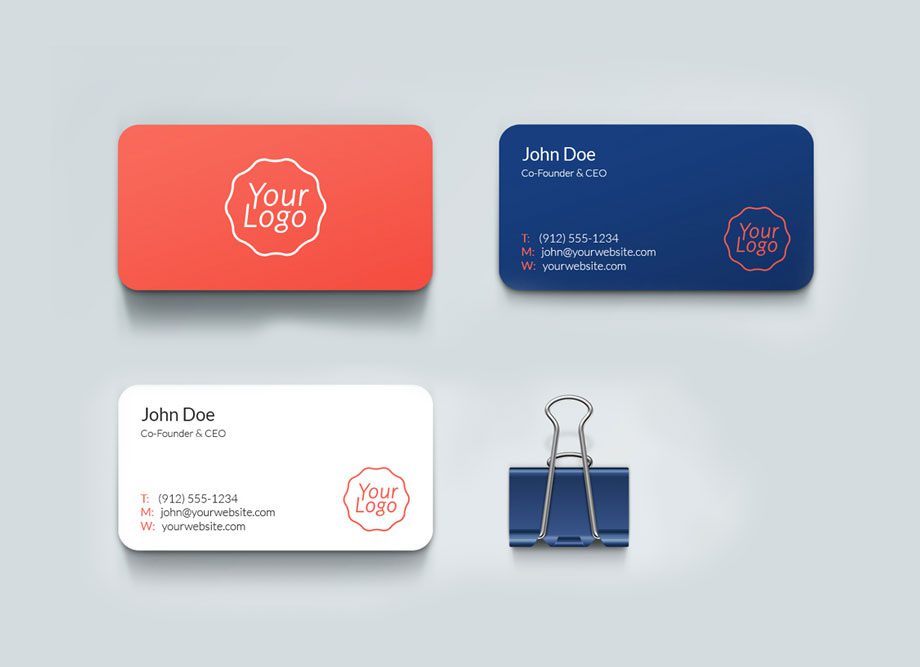 Your
Logo
John Doe
Co-Founder & CEO
T: (912) 555-1234
M: john@yourwebsite.com
W: yourwebsite.com
Your
Logo
John Doe
Co-Founder & CEO
T: (912) 555-1234
M: john@yourwebsite.com
W: yourwebsite.com
Your
Logo